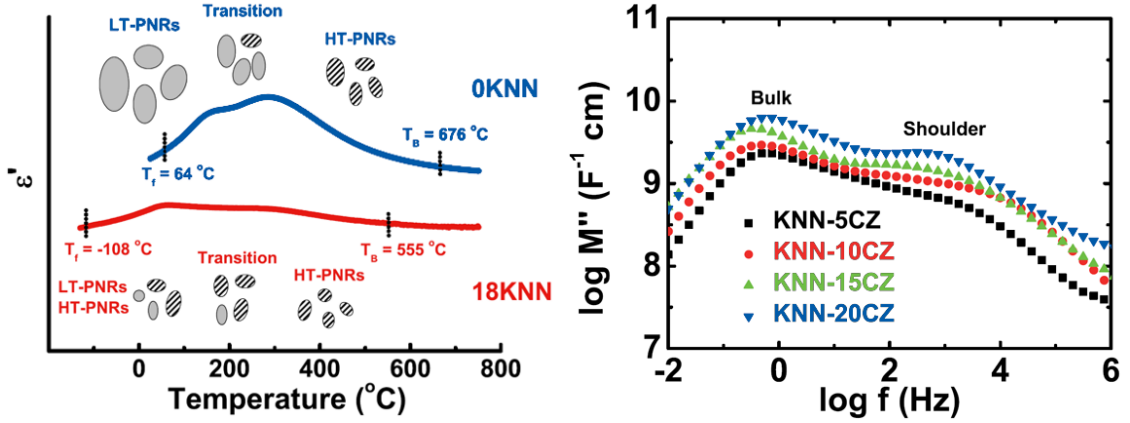 LT-PNRs
Transition
HT-PNRs
0KNN
T_B = 676 °C
T_f = 64 °C
ε'
T_f = -108 °C
T_B = 555 °C
LT-PNRs
HT-PNRs
Transition
HT-PNRs
18KNN
0 200 400 600 800
Temperature (°C)
11
10
9
8
7
log M'' (F⁻¹ cm)
Bulk
Shoulder
KNN-5CZ
KNN-10CZ
KNN-15CZ
KNN-20CZ
-2 0 2 4 6
log f (Hz)